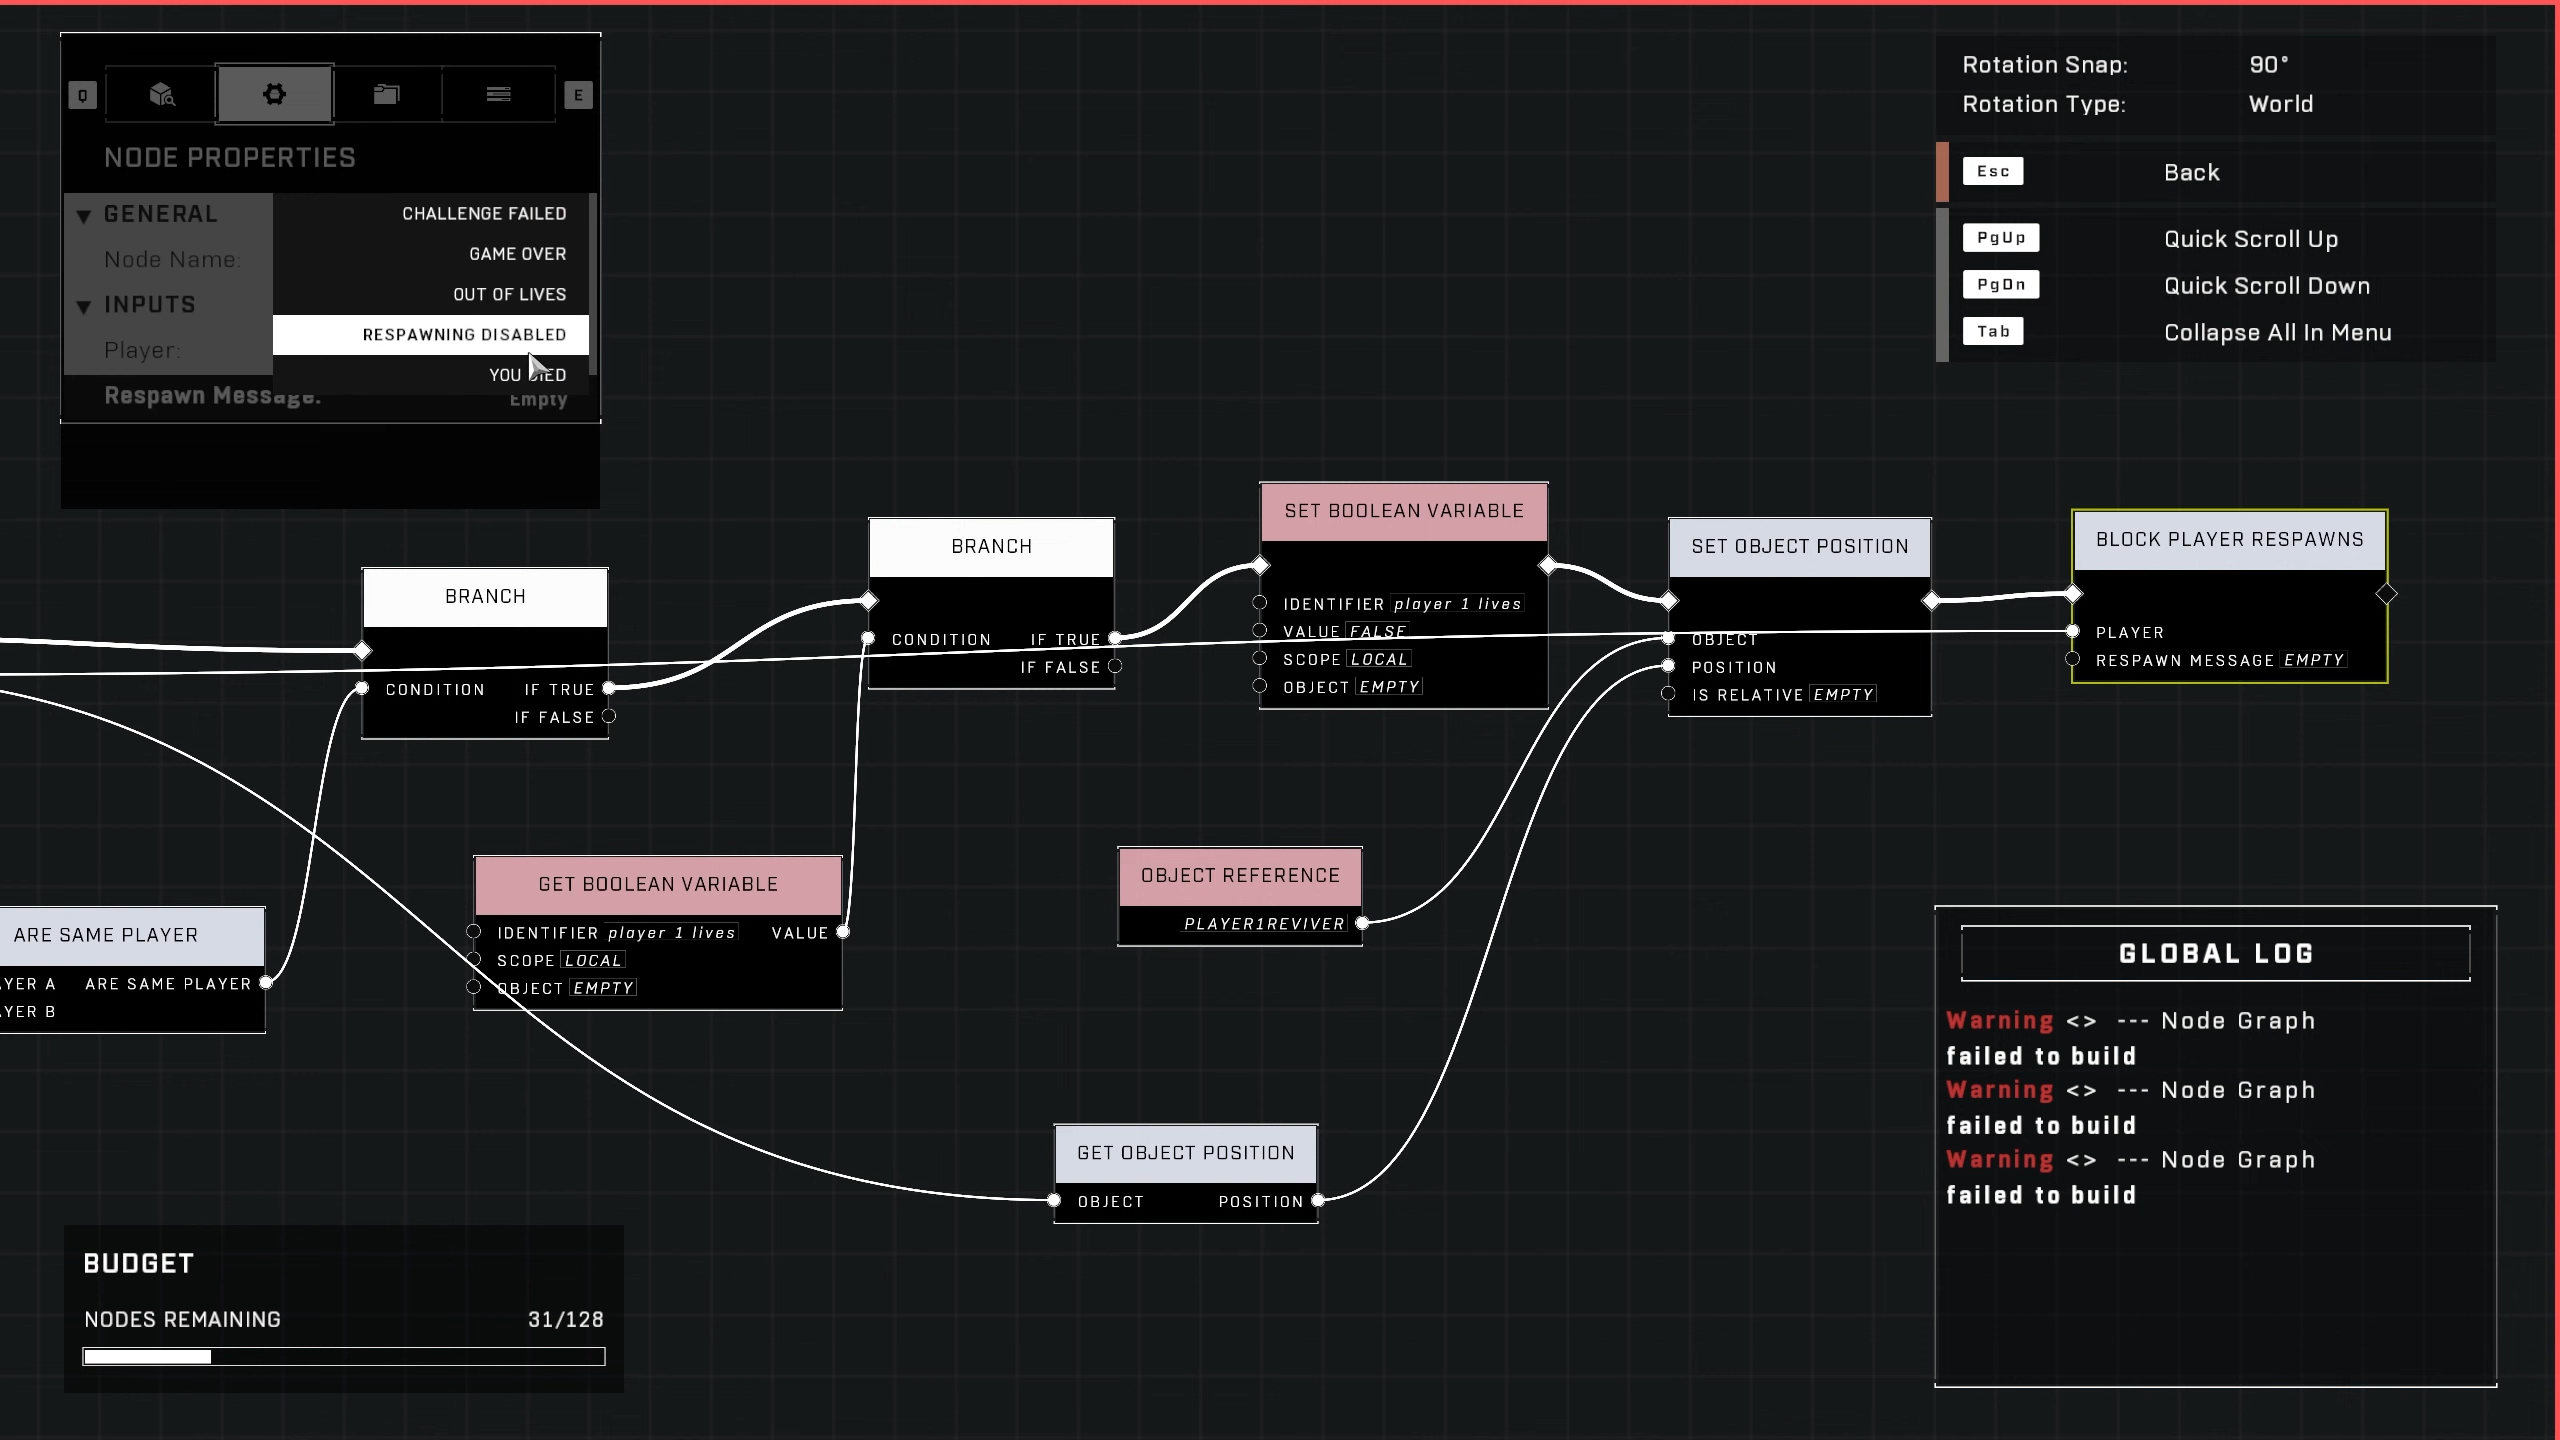 Q
E
NODE PROPERTIES
GENERAL
Node Name:
INPUTS
Player:
Respawn Message:
Empty
CHALLENGE FAILED
GAME OVER
OUT OF LIVES
RESPAWNING DISABLED
YOU DIED
Rotation Snap: 90°
Rotation Type: World
Esc Back
PgUp Quick Scroll Up
PgDn Quick Scroll Down
Tab Collapse All In Menu
BRANCH
CONDITION IF TRUE
IF FALSE
BRANCH
CONDITION IF TRUE
IF FALSE
SET BOOLEAN VARIABLE
IDENTIFIER player 1 lives
VALUE FALSE
SCOPE LOCAL
OBJECT EMPTY
SET OBJECT POSITION
OBJECT
POSITION
IS RELATIVE EMPTY
BLOCK PLAYER RESPAWNS
PLAYER
RESPAWN MESSAGE EMPTY
ARE SAME PLAYER
AYER A ARE SAME PLAYER
AYER B
GET BOOLEAN VARIABLE
IDENTIFIER player 1 lives VALUE
SCOPE LOCAL
OBJECT EMPTY
OBJECT REFERENCE
PLAYER1REVIVER
GET OBJECT POSITION
OBJECT POSITION
GLOBAL LOG
Warning <> --- Node Graph
failed to build
Warning <> --- Node Graph
failed to build
Warning <> --- Node Graph
failed to build
BUDGET
NODES REMAINING 31/128